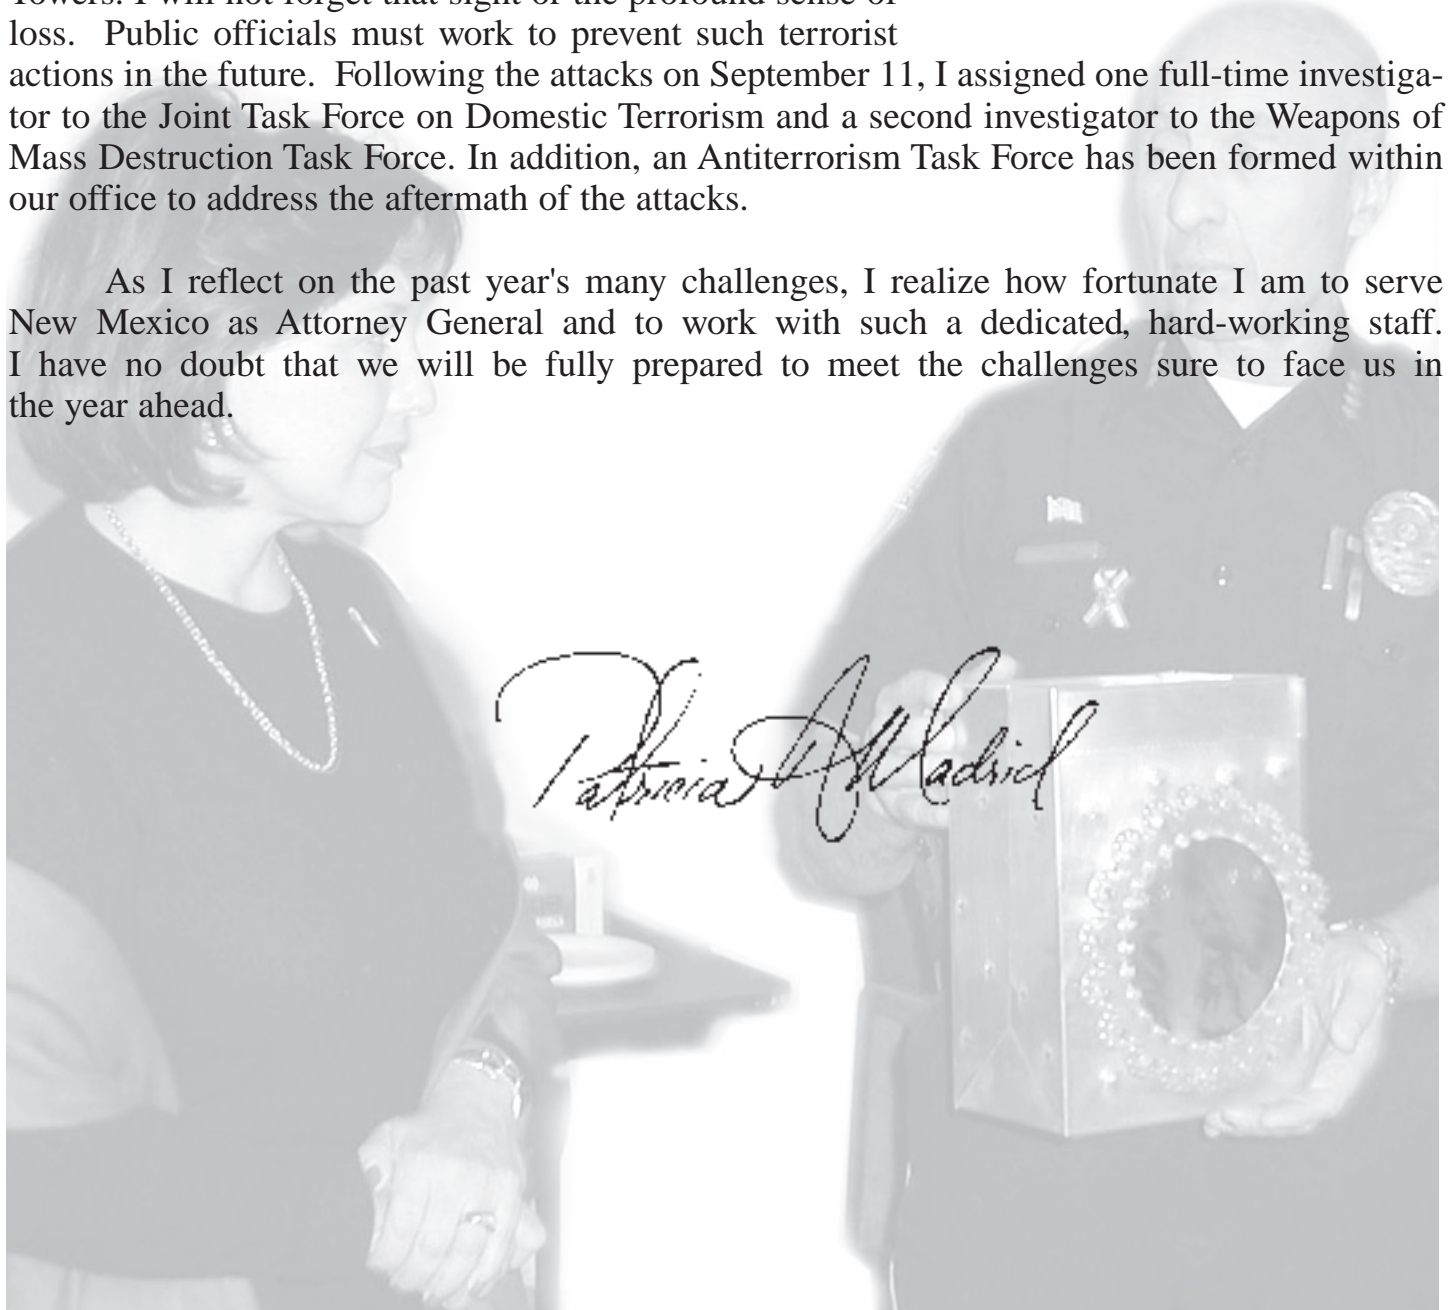 Towers. I will not forget that sight or the profound sense of
loss. Public officials must work to prevent such terrorist
actions in the future. Following the attacks on September 11, I assigned one full-time investiga-
tor to the Joint Task Force on Domestic Terrorism and a second investigator to the Weapons of
Mass Destruction Task Force. In addition, an Antiterrorism Task Force has been formed within
our office to address the aftermath of the attacks.
As I reflect on the past year's many challenges, I realize how fortunate I am to serve
New Mexico as Attorney General and to work with such a dedicated, hard-working staff.
I have no doubt that we will be fully prepared to meet the challenges sure to face us in
the year ahead.
Patricia A Madrid